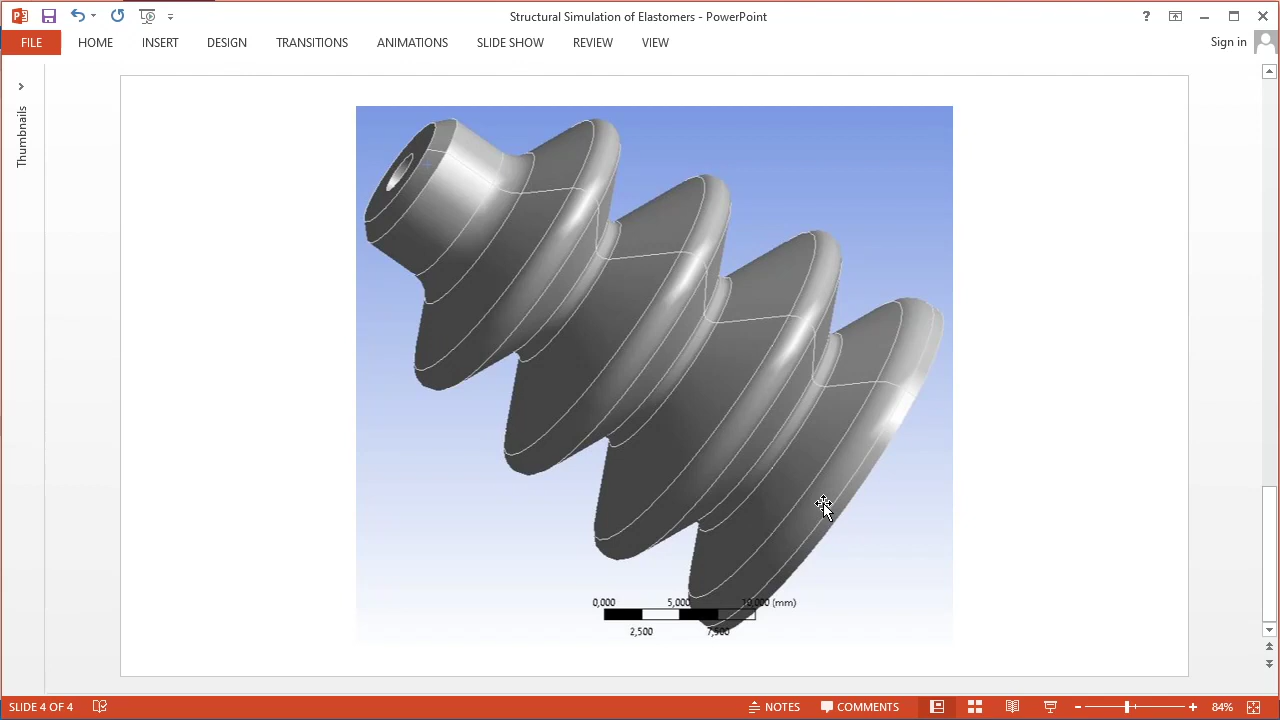 Structural Simulation of Elastomers - PowerPoint
?
FILE HOME INSERT DESIGN TRANSITIONS ANIMATIONS SLIDE SHOW REVIEW VIEW Sign in
Thumbnails
0,000 5,000 10,000 (mm)
2,500 7,500
SLIDE 4 OF 4 NOTES COMMENTS 84%